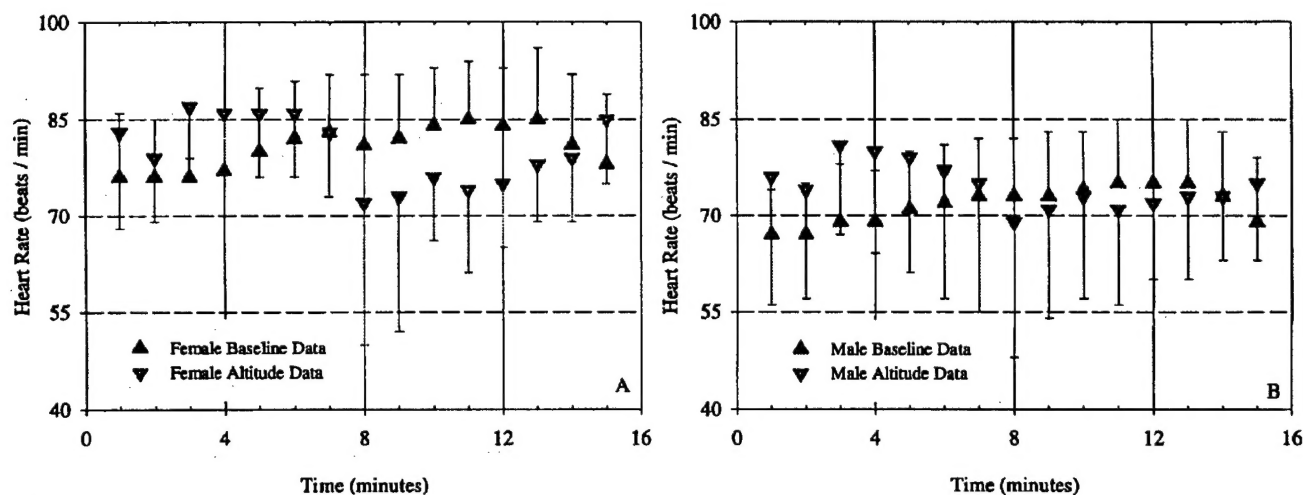 100
85
70
55
40
Heart Rate (beats / min)
Female Baseline Data
Female Altitude Data
A
0 4 8 12 16
Time (minutes)
100
85
70
55
40
Heart Rate (beats / min)
Male Baseline Data
Male Altitude Data
B
0 4 8 12 16
Time (minutes)